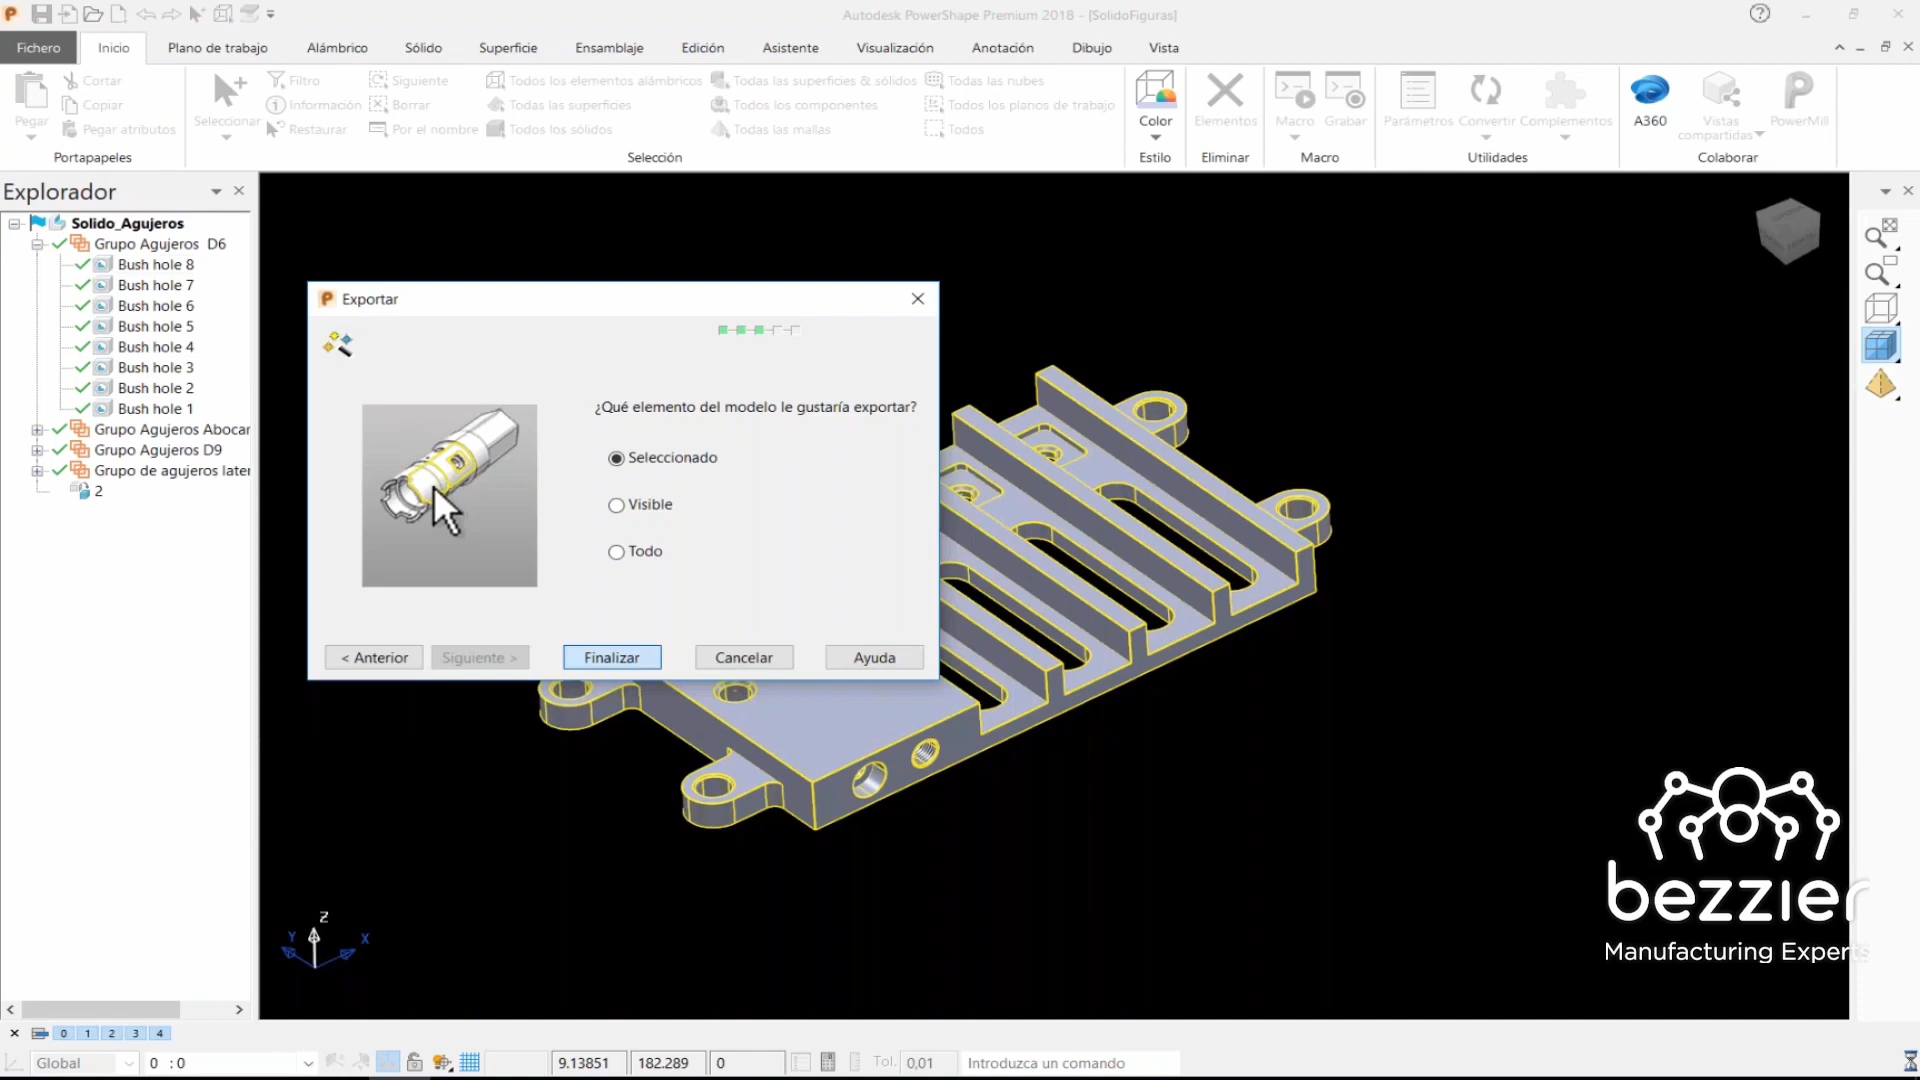 Autodesk PowerShape Premium 2018 - [SolidoFiguras]
Fichero
Inicio
Plano de trabajo
Alámbrico
Sólido
Superficie
Ensamblaje
Edición
Asistente
Visualización
Anotación
Dibujo
Vista
Pegar
Cortar
Copiar
Pegar atributos
Portapapeles
Seleccionar
Filtro
Información
Restaurar
Siguiente
Borrar
Por el nombre
Todos los elementos alámbricos
Todas las superficies
Todos los sólidos
Todas las superficies & sólidos
Todos los componentes
Todas las mallas
Todas las nubes
Todos los planos de trabajo
Todos
Selección
Color
Estilo
Elementos
Eliminar
Macro
Grabar
Macro
Parámetros
Convertir
Complementos
Utilidades
A360
Vistas
compartidas
PowerMill
Colaborar
Explorador
Solido_Agujeros
Grupo Agujeros D6
Bush hole 8
Bush hole 7
Bush hole 6
Bush hole 5
Bush hole 4
Bush hole 3
Bush hole 2
Bush hole 1
Grupo Agujeros Abocar
Grupo Agujeros D9
Grupo de agujeros later
2
Exportar
¿Qué elemento del modelo le gustaría exportar?
Seleccionado
Visible
Todo
< Anterior
Siguiente >
Finalizar
Cancelar
Ayuda
Z
Y
X
bezzier
Manufacturing Experts
0 1 2 3 4
Global
0 :0
9.13851
182.289
0
Tol.
0,01
Introduzca un comando